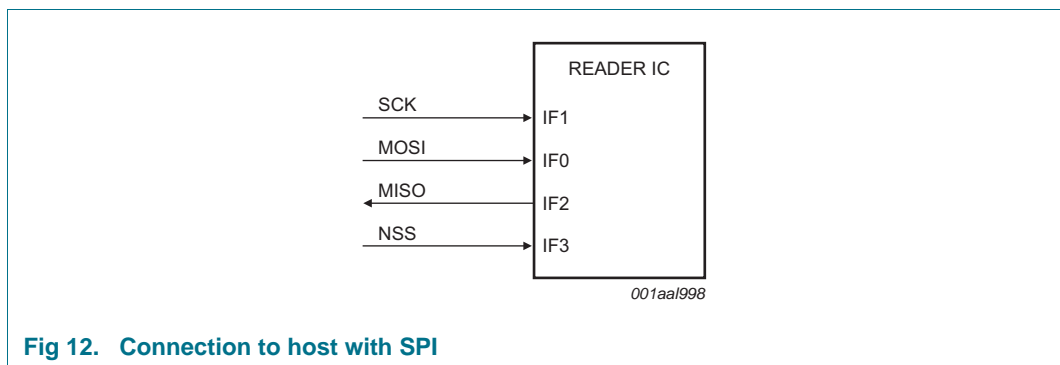 READER IC
SCK
IF1
MOSI
IF0
MISO
IF2
NSS
IF3
001aal998
Fig 12. Connection to host with SPI